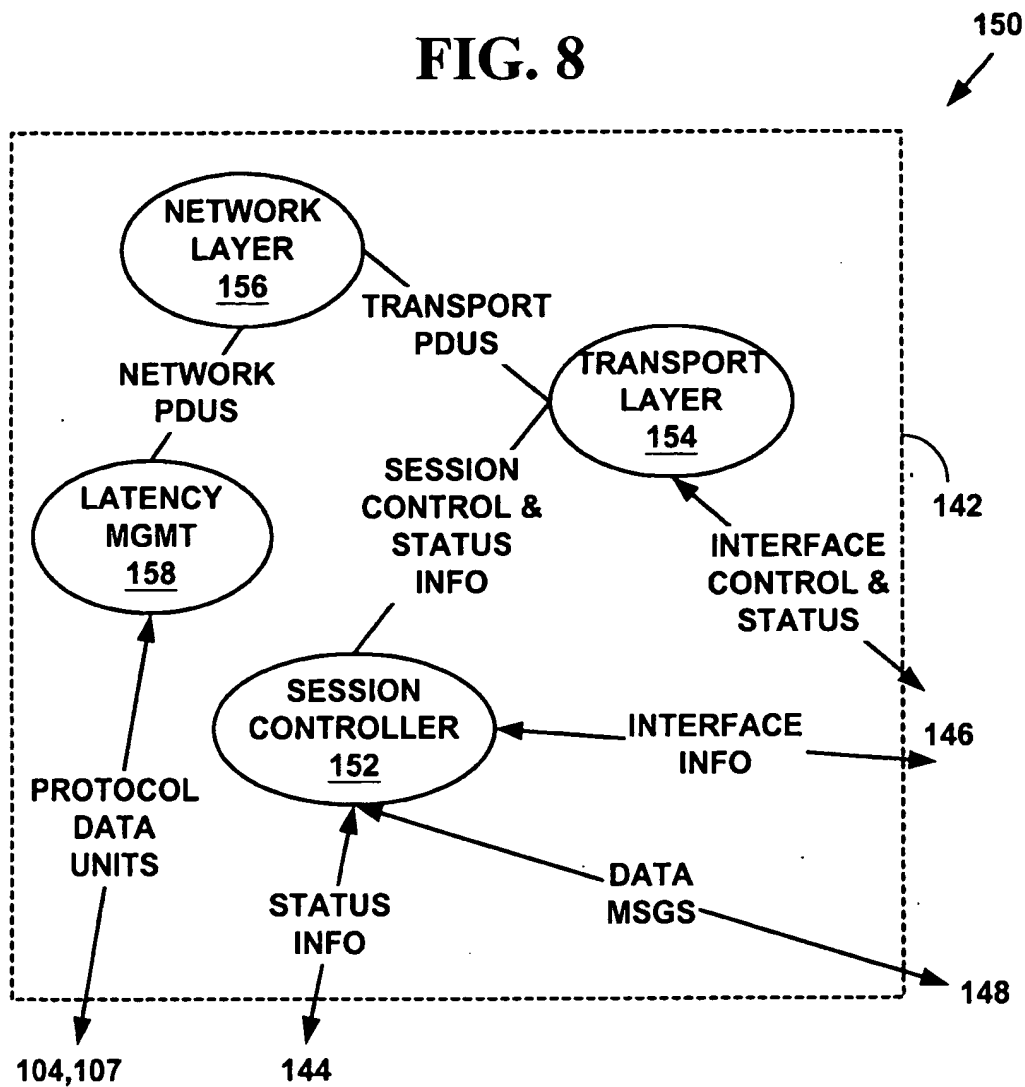 FIG. 8
150
NETWORK
LAYER
156
TRANSPORT
PDUS
NETWORK
PDUS
TRANSPORT
LAYER
154
LATENCY
MGMT
158
SESSION
CONTROL &
STATUS
INFO
142
INTERFACE
CONTROL &
STATUS
SESSION
CONTROLLER
152
INTERFACE
INFO
146
PROTOCOL
DATA
UNITS
STATUS
INFO
DATA
MSGS
148
104,107
144